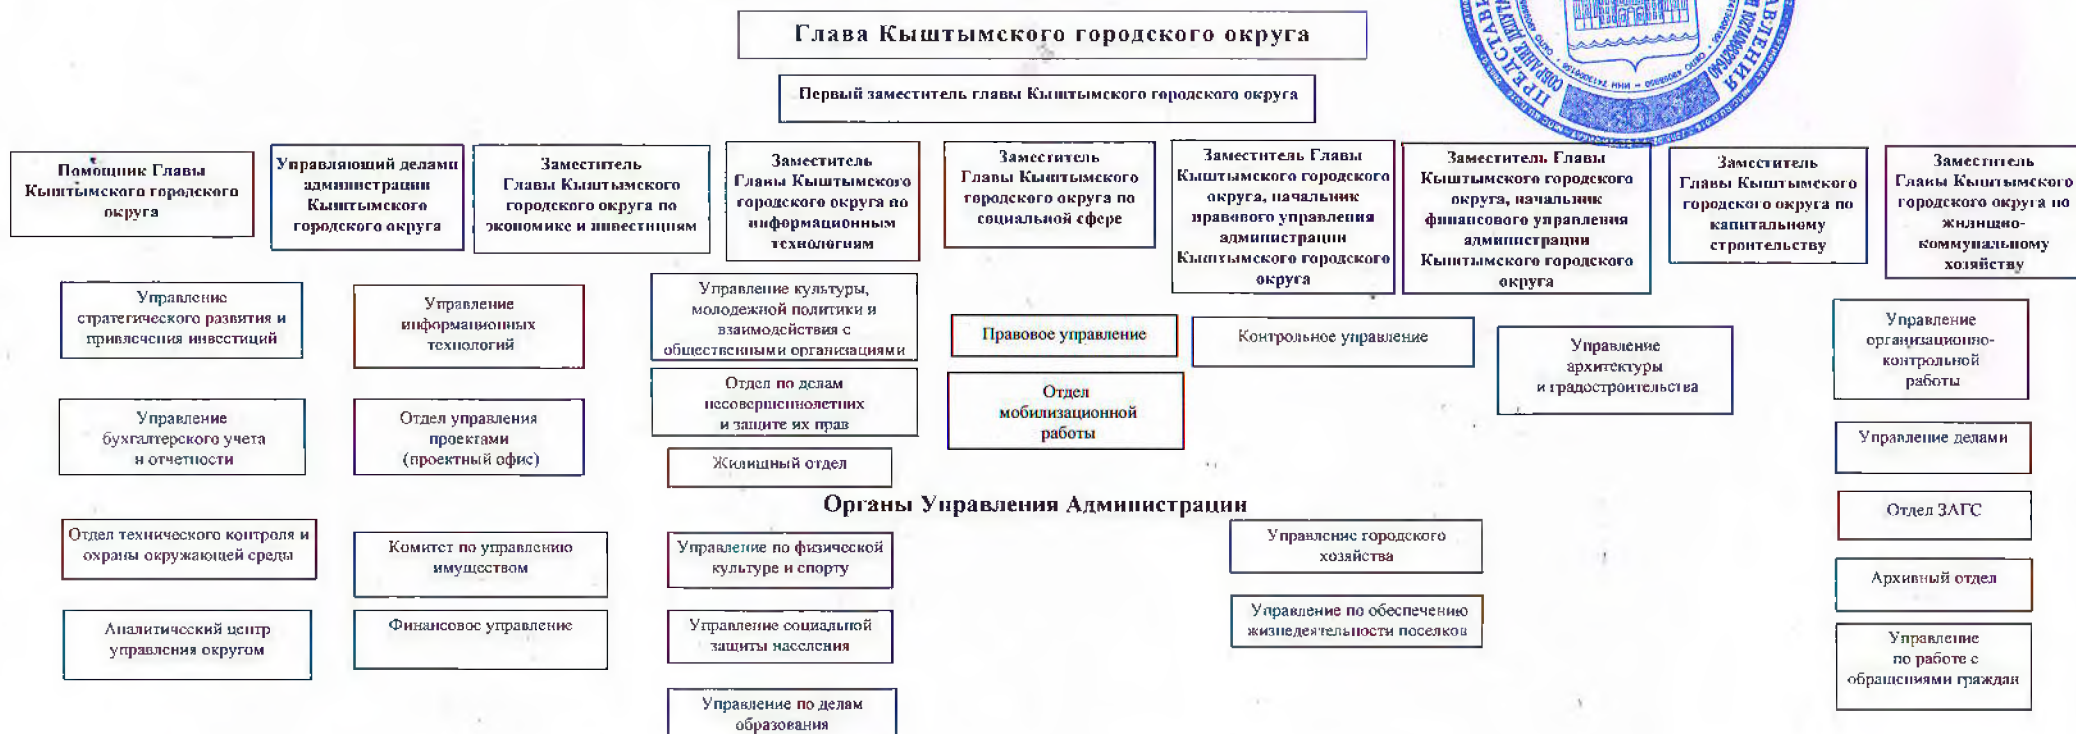 Глава Кыштымского городского округа
Первый заместитель главы Кыштымского городского округа
Помощник Главы
Кыштымского городского
округа
Управляющий делами
администрации
Кыштымского
городского округа
Заместитель
Главы Кыштымского
городского округа по
экономике и инвестициям
Заместитель
Главы Кыштымского
городского округа по
информационным
технологиям
Заместитель
Главы Кыштымского
городского округа по
социальной сфере
Заместитель Главы
Кыштымского городского
округа, начальник
правового управления
администрации
Кыштымского городского
округа
Заместитель Главы
Кыштымского городского
округа, начальник
финансового управления
администрации
Кыштымского городского
округа
Заместитель
Главы Кыштымского
городского округа по
капитальному
строительству
Заместитель
Главы Кыштымского
городского округа по
жилищно-
коммунальному
хозяйству
Управление
стратегического развития и
привлечения инвестиций
Управление
информационных
технологий
Управление культуры,
молодежной политики и
взаимодействия с
общественными организациями
Правовое управление
Контрольное управление
Управление
архитектуры
и градостроительства
Управление
организационно-
контрольной
работы
Управление
бухгалтерского учета
и отчетности
Отдел управления
проектами
(проектный офис)
Отдел по делам
несовершеннолетних
и защите их прав
Отдел
мобилизационной
работы
Управление делами
Жилищный отдел
Органы Управления Администрации
Отдел ЗАГС
Отдел технического контроля и
охраны окружающей среды
Комитет по управлению
имуществом
Управление по физической
культуре и спорту
Управление городского
хозяйства
Архивный отдел
Аналитический центр
управления округом
Финансовое управление
Управление социальной
защиты населения
Управление по обеспечению
жизнедеятельности поселков
Управление
по работе с
обращениями граждан
Управление по делам
образования